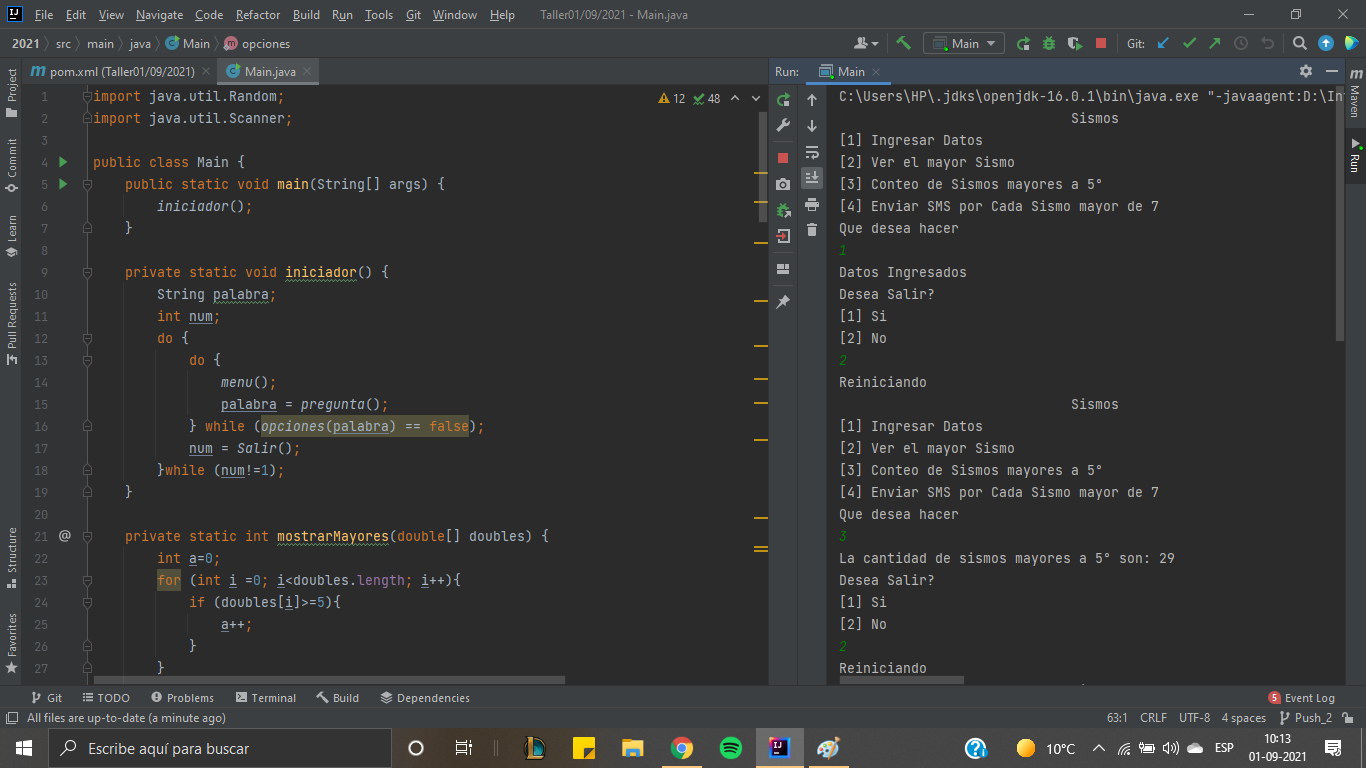 File Edit View Navigate Code Refactor Build Run Tools Git Window Help Taller01/09/2021 - Main.java
2021 src main java Main opciones
Main Git:
pom.xml (Taller01/09/2021) Main.java
Run: Main
Project
Commit
Learn
Pull Requests
Structure
Favorites
12 48
1 import java.util.Random;
2 import java.util.Scanner;
3
4 public class Main {
5 public static void main(String[] args) {
6 iniciador();
7 }
8
9 private static void iniciador() {
10 String palabra;
11 int num;
12 do {
13 do {
14 menu();
15 palabra = pregunta();
16 } while (opciones(palabra) == false);
17 num = Salir();
18 }while (num!=1);
19 }
20
21 @ private static int mostrarMayores(double[] doubles) {
22 int a=0;
23 for (int i =0; i<doubles.length; i++){
24 if (doubles[i]>=5){
25 a++;
26 }
27 }
C:\Users\HP\.jdks\openjdk-16.0.1\bin\java.exe "-javaagent:D:\In
Sismos
[1] Ingresar Datos
[2] Ver el mayor Sismo
[3] Conteo de Sismos mayores a 5°
[4] Enviar SMS por Cada Sismo mayor de 7
Que desea hacer
1
Datos Ingresados
Desea Salir?
[1] Si
[2] No
2
Reiniciando
Sismos
[1] Ingresar Datos
[2] Ver el mayor Sismo
[3] Conteo de Sismos mayores a 5°
[4] Enviar SMS por Cada Sismo mayor de 7
Que desea hacer
3
La cantidad de sismos mayores a 5° son: 29
Desea Salir?
[1] Si
[2] No
2
Reiniciando
Maven
Run
Git TODO Problems Terminal Build Dependencies 5 Event Log
All files are up-to-date (a minute ago) 63:1 CRLF UTF-8 4 spaces Push_2
Escribe aquí para buscar 10°C ESP 10:13
01-09-2021